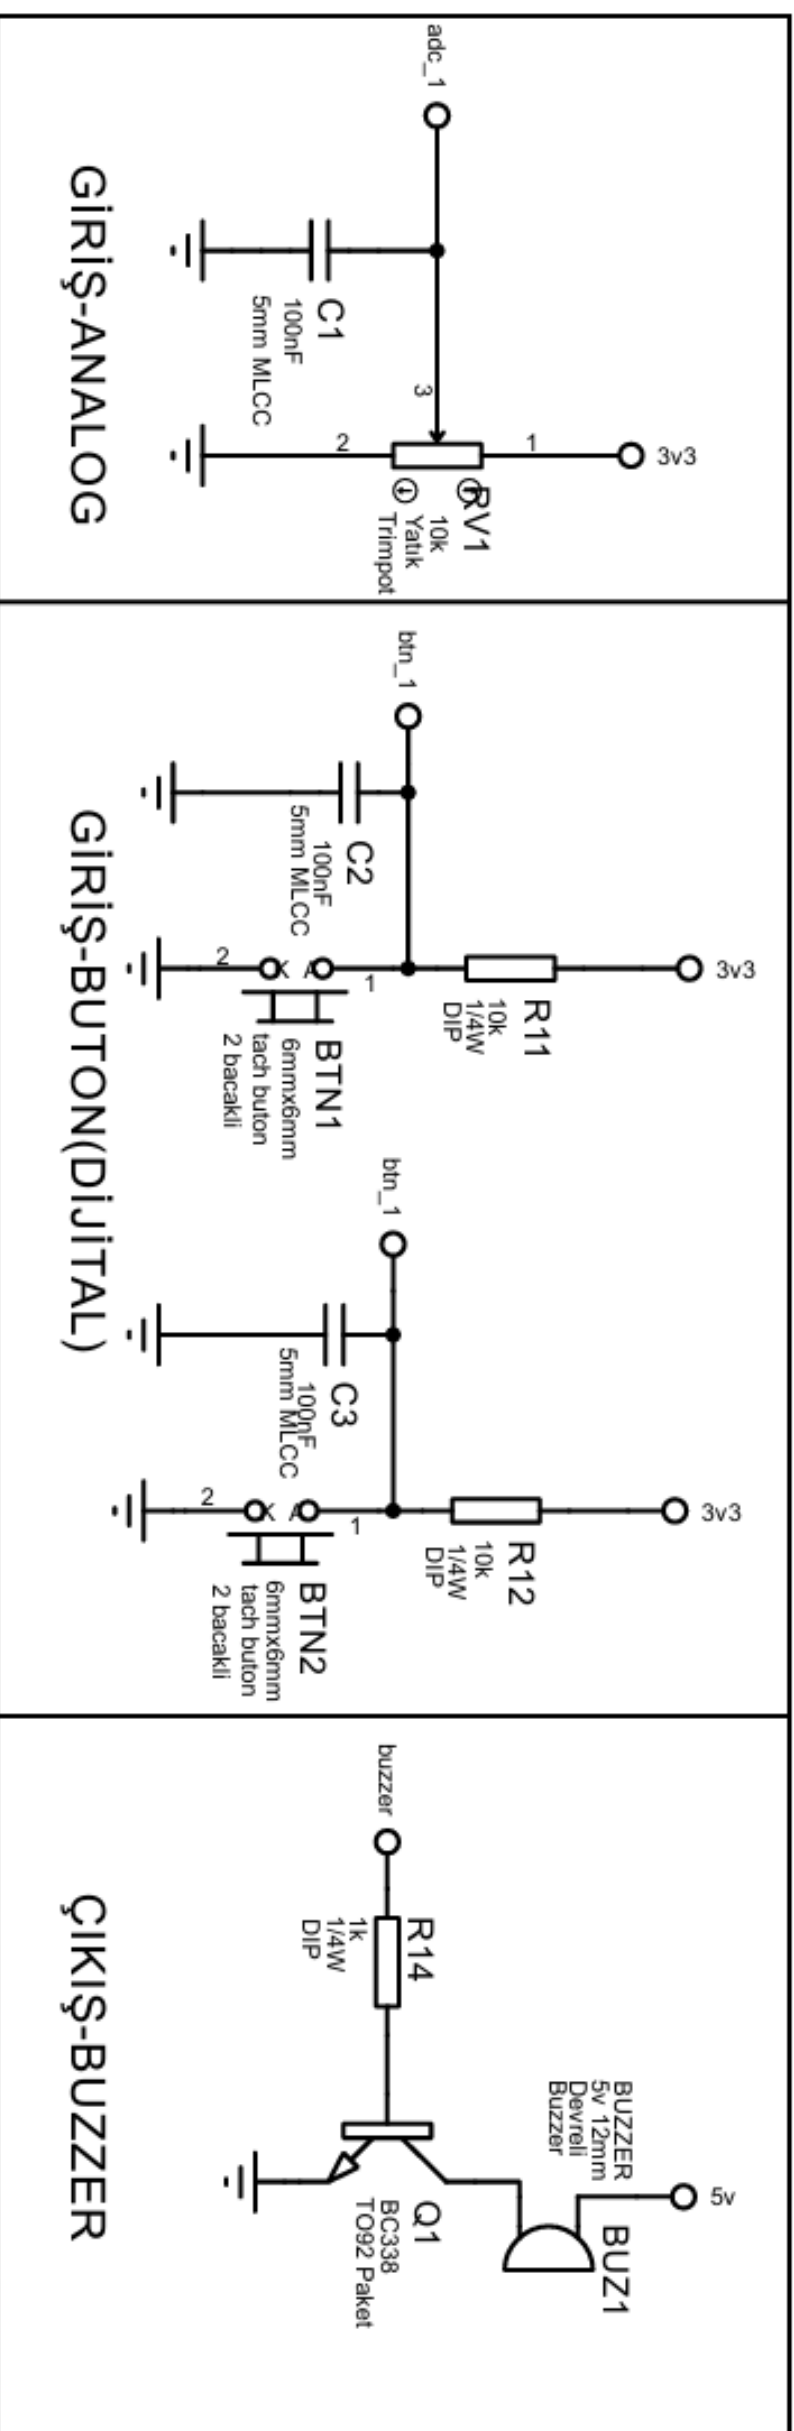 adc_1
C1
100nF
5mm MLCC
3
2
1
3v3
RV1
10k
Yatık
Trimpot
GİRİŞ-ANALOG
btn_1
C2
100nF
5mm MLCC
3v3
R11
10k
1/4W
DIP
1
2
A
K
BTN1
6mmx6mm
tach buton
2 bacakli
btn_1
C3
100nF
5mm MLCC
3v3
R12
10k
1/4W
DIP
1
2
A
K
BTN2
6mmx6mm
tach buton
2 bacakli
GİRİŞ-BUTON(DİJİTAL)
buzzer
R14
1k
1/4W
DIP
BUZZER
5v 12mm
Devreli
Buzzer
5v
BUZ1
Q1
BC338
TO92 Paket
ÇIKIŞ-BUZZER